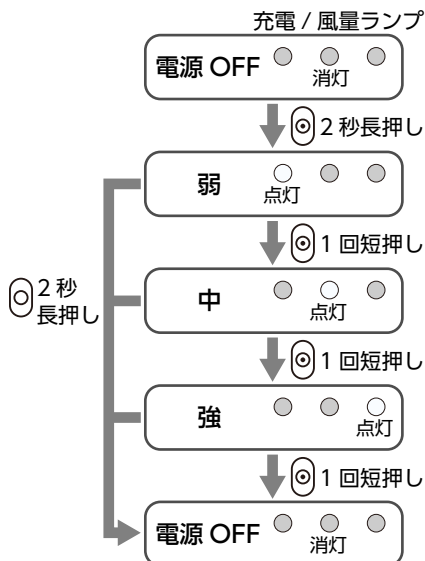 充電 / 風量ランプ
電源 OFF
消灯
2 秒長押し
弱
点灯
1 回短押し
2 秒
長押し
中
点灯
1 回短押し
強
点灯
1 回短押し
電源 OFF
消灯